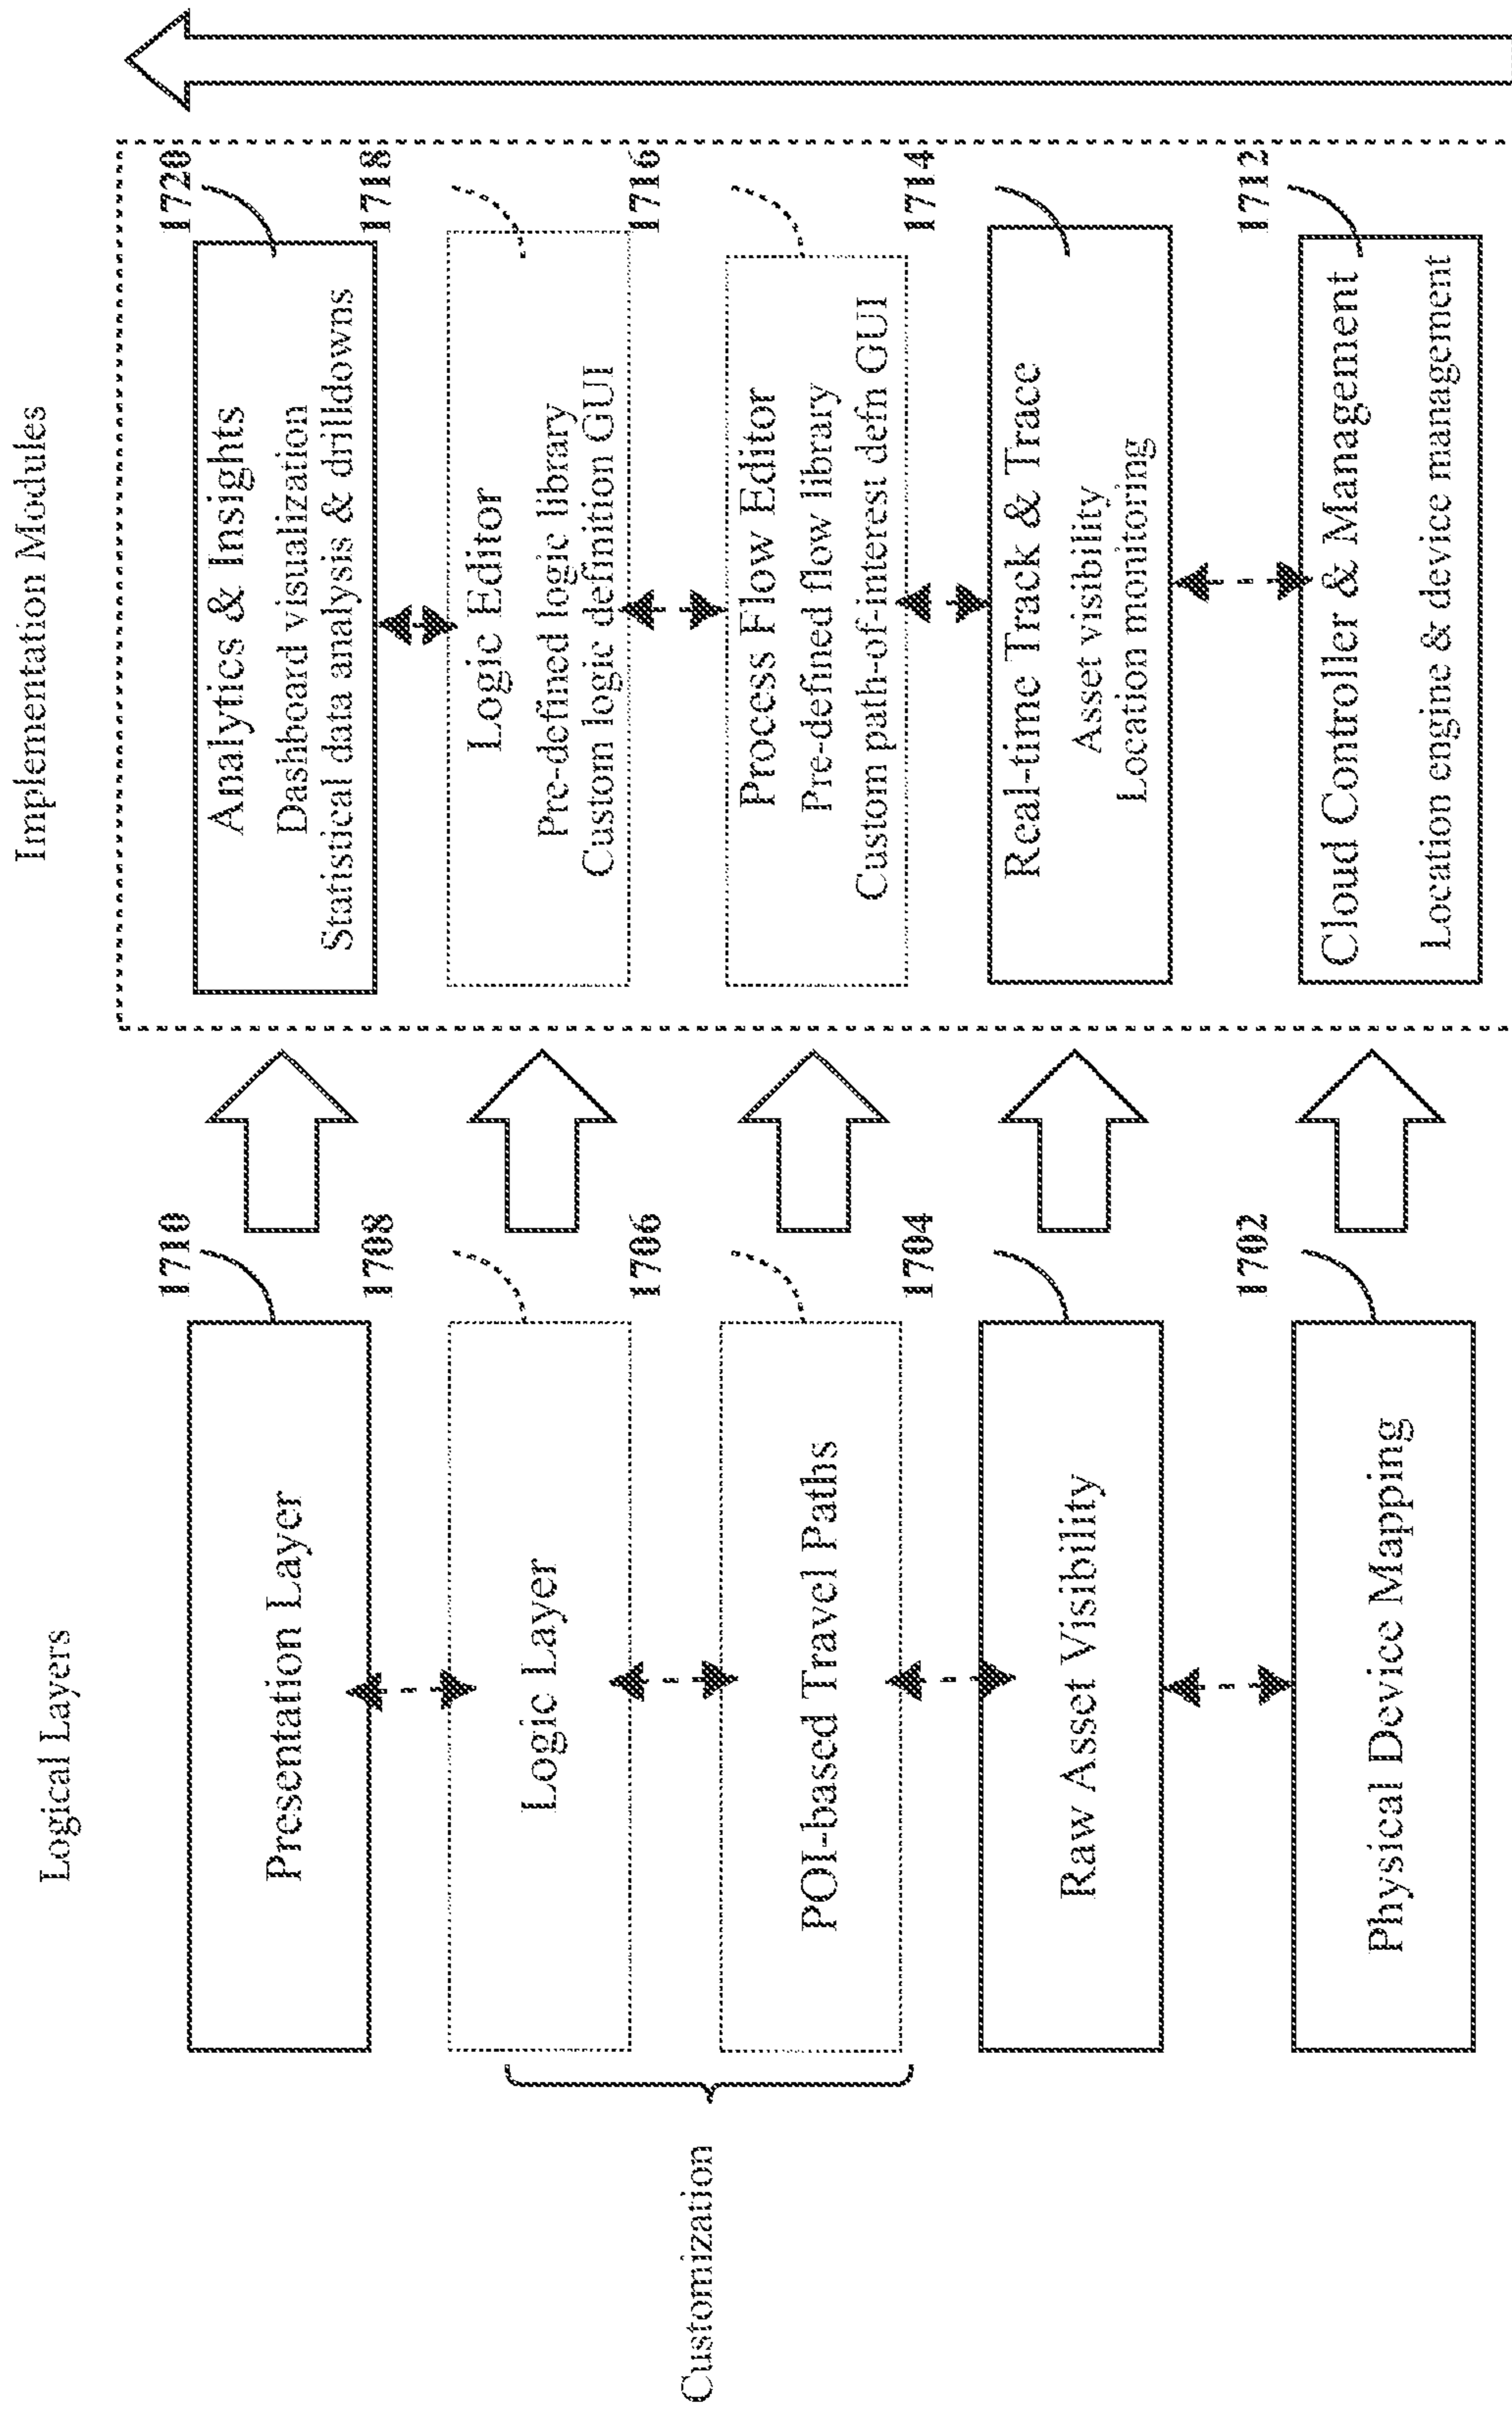 Logical Layers
Implementation Modules
Customization
1710
Presentation Layer
1708
Logic Layer
1706
POI-based Travel Paths
1704
Raw Asset Visibility
1702
Physical Device Mapping
1720
Analytics & Insights
Dashboard visualization
Statistical data analysis & drilldowns
1718
Logic Editor
Pre-defined logic library
Custom logic definition GUI
1716
Process Flow Editor
Pre-defined flow library
Custom path-of-interest defn GUI
1714
Real-time Track & Trace
Asset visibility
Location monitoring
1712
Cloud Controller & Management
Location engine & device management